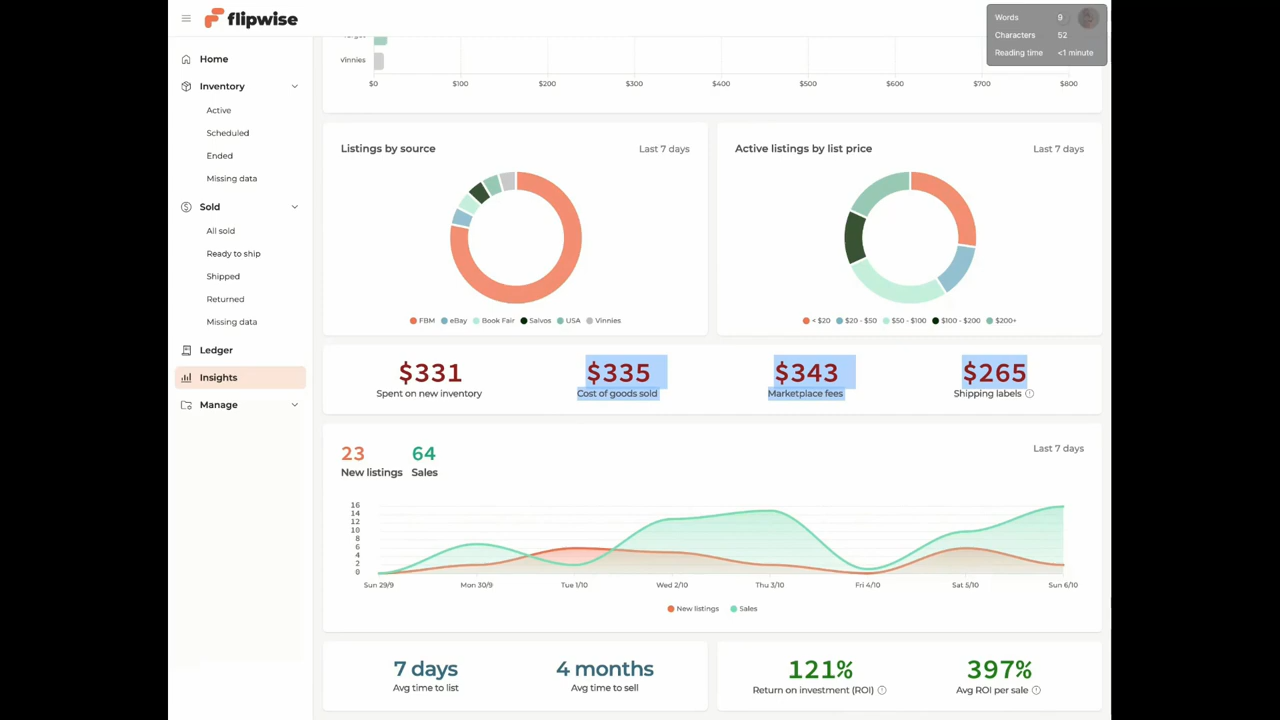 flipwise
Words 9
Characters 52
Reading time <1 minute
Home
Inventory
Active
Scheduled
Ended
Missing data
Sold
All sold
Ready to ship
Shipped
Returned
Missing data
Ledger
Insights
Manage
Vinnies
$0 $100 $200 $300 $400 $500 $600 $700 $800
Listings by source Last 7 days
FBM eBay Book Fair Salvos USA Vinnies
Active listings by list price Last 7 days
< $20 $20 - $50 $50 - $100 $100 - $200 $200+
$331 $335 $343 $265
Spent on new inventory Cost of goods sold Marketplace fees Shipping labels
23 64 Last 7 days
New listings Sales
16
14
12
10
8
6
4
2
0
Sun 29/9 Mon 30/9 Tue 1/10 Wed 2/10 Thu 3/10 Fri 4/10 Sat 5/10 Sun 6/10
New listings Sales
7 days 4 months
Avg time to list Avg time to sell
121% 397%
Return on investment (ROI) Avg ROI per sale